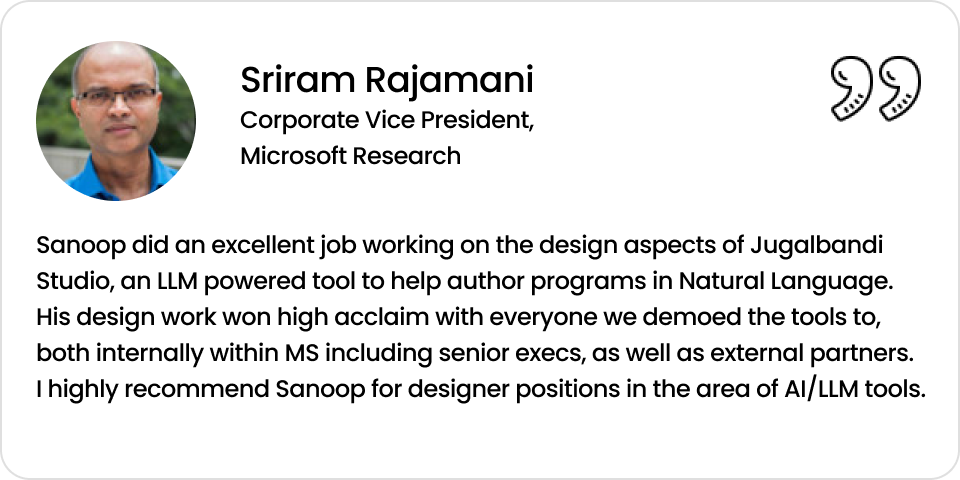 Sriram Rajamani
Corporate Vice President,
Microsoft Research
Sanoop did an excellent job working on the design aspects of Jugalbandi
Studio, an LLM powered tool to help author programs in Natural Language.
His design work won high acclaim with everyone we demoed the tools to,
both internally within MS including senior execs, as well as external partners.
I highly recommend Sanoop for designer positions in the area of AI/LLM tools.